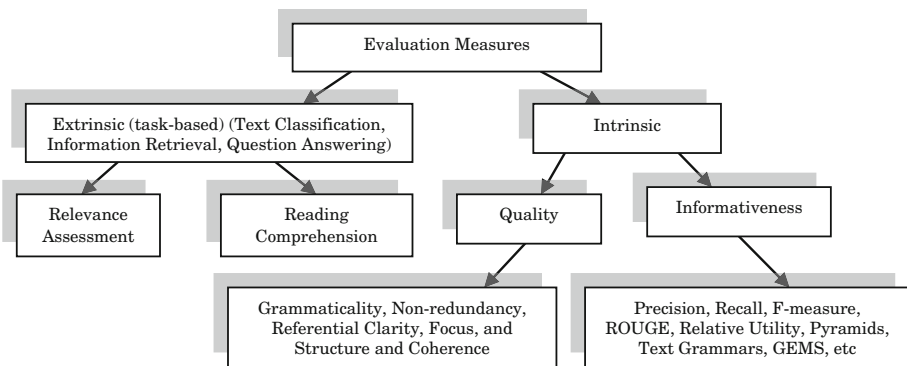 Evaluation Measures
Extrinsic (task-based) (Text Classification,
Information Retrieval, Question Answering)
Intrinsic
Relevance
Assessment
Reading
Comprehension
Quality
Informativeness
Grammaticality, Non-redundancy,
Referential Clarity, Focus, and
Structure and Coherence
Precision, Recall, F-measure,
ROUGE, Relative Utility, Pyramids,
Text Grammars, GEMS, etc